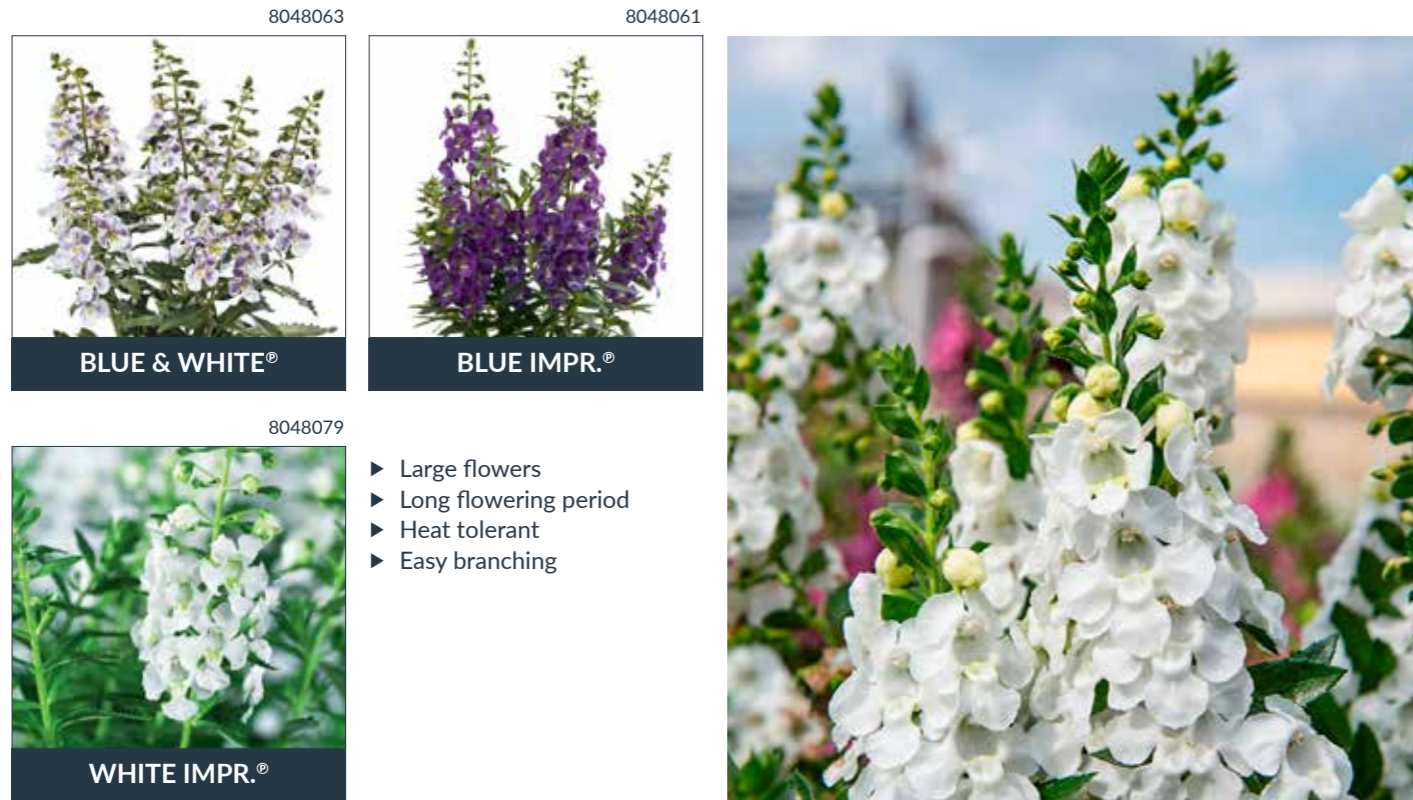 8048063
BLUE & WHITE℗
8048061
BLUE IMPR.℗
8048079
WHITE IMPR.℗
▶ Large flowers
▶ Long flowering period
▶ Heat tolerant
▶ Easy branching